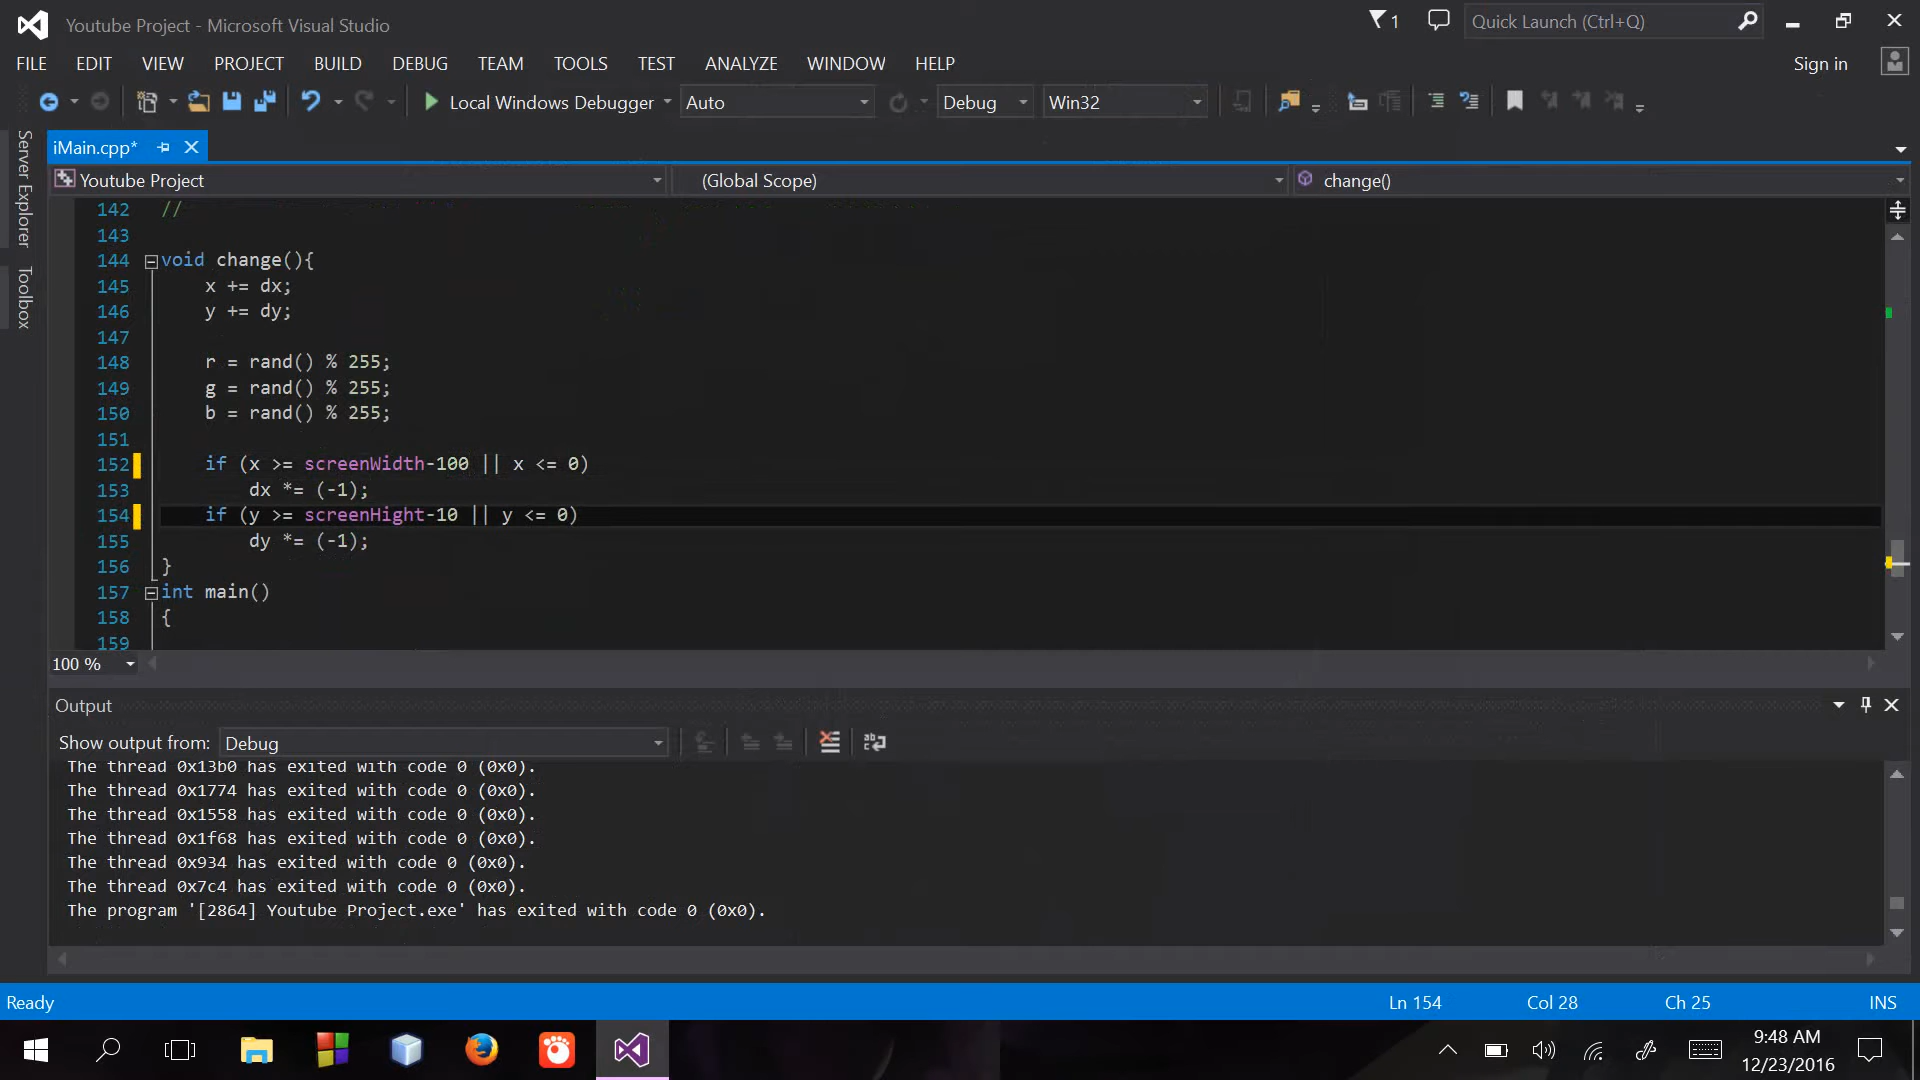 Youtube Project - Microsoft Visual Studio
1
Quick Launch (Ctrl+Q)
FILE EDIT VIEW PROJECT BUILD DEBUG TEAM TOOLS TEST ANALYZE WINDOW HELP
Sign in
Local Windows Debugger Auto Debug Win32
Server Explorer
Toolbox
iMain.cpp*
Youtube Project (Global Scope) change()
142 //
143
144 void change(){
145 x += dx;
146 y += dy;
147
148 r = rand() % 255;
149 g = rand() % 255;
150 b = rand() % 255;
151
152 if (x >= screenWidth-100 || x <= 0)
153 dx *= (-1);
154 if (y >= screenHight-10 || y <= 0)
155 dy *= (-1);
156 }
157 int main()
158 {
159
100 %
Output
Show output from: Debug
The thread 0x13b0 has exited with code 0 (0x0).
The thread 0x1774 has exited with code 0 (0x0).
The thread 0x1558 has exited with code 0 (0x0).
The thread 0x1f68 has exited with code 0 (0x0).
The thread 0x934 has exited with code 0 (0x0).
The thread 0x7c4 has exited with code 0 (0x0).
The program '[2864] Youtube Project.exe' has exited with code 0 (0x0).
Ready Ln 154 Col 28 Ch 25 INS
9:48 AM
12/23/2016